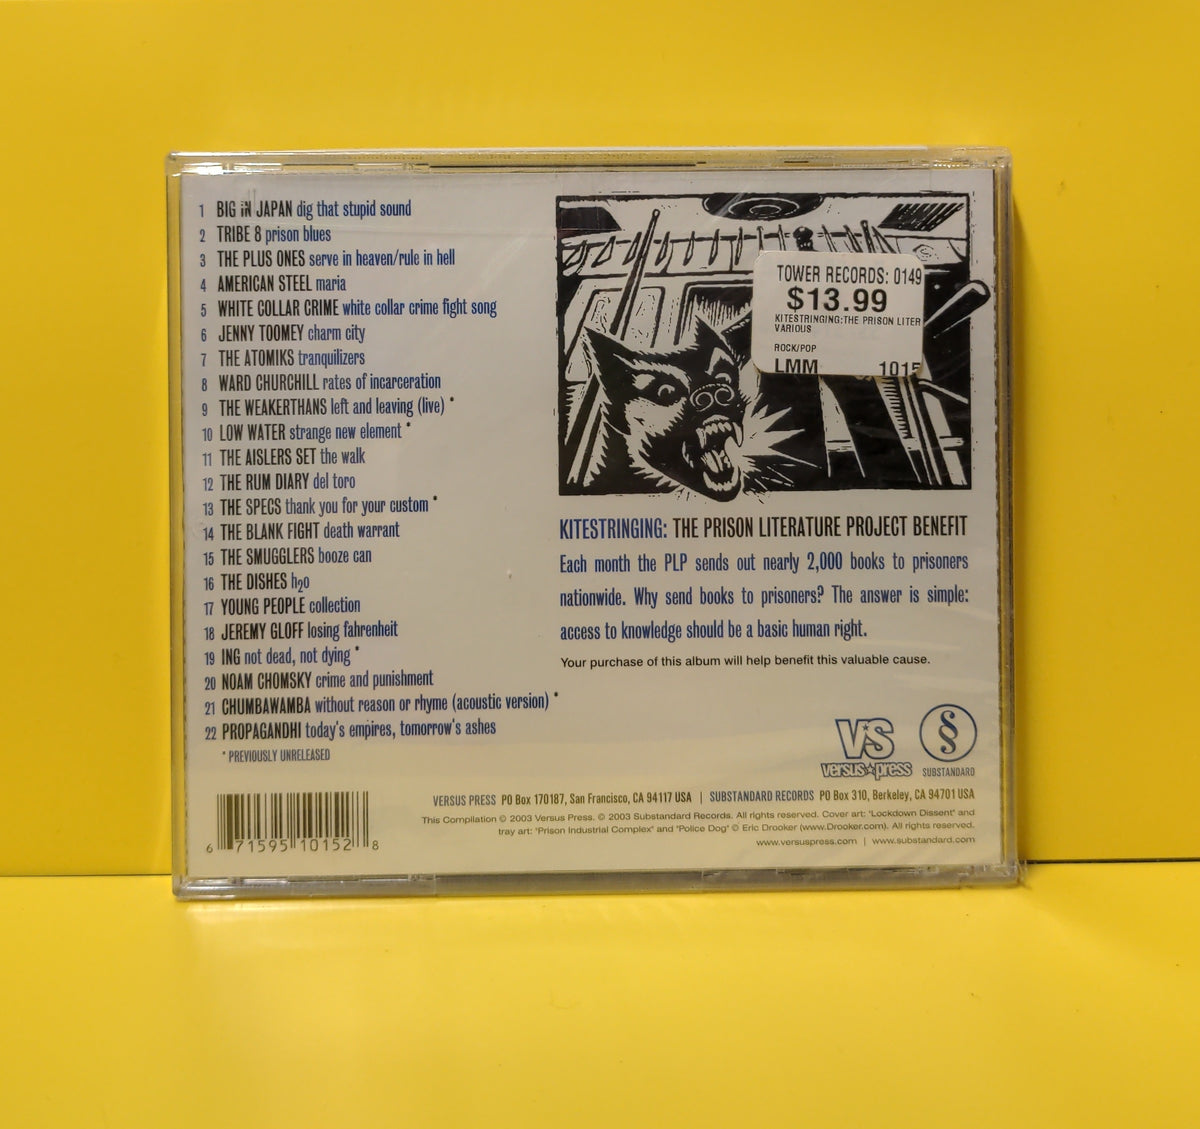 1 BIG IN JAPAN dig that stupid sound
2 TRIBE 8 prison blues
3 THE PLUS ONES serve in heaven/rule in hell
4 AMERICAN STEEL maria
5 WHITE COLLAR CRIME white collar crime fight song
6 JENNY TOOMEY charm city
7 THE ATOMIKS tranquilizers
8 WARD CHURCHILL rates of incarceration
9 THE WEAKERTHANS left and leaving (live) *
10 LOW WATER strange new element *
11 THE AISLERS SET the walk
12 THE RUM DIARY del toro
13 THE SPECS thank you for your custom *
14 THE BLANK FIGHT death warrant
15 THE SMUGGLERS booze can
16 THE DISHES h2o
17 YOUNG PEOPLE collection
18 JEREMY GLOFF losing fahrenheit
19 ING not dead, not dying *
20 NOAM CHOMSKY crime and punishment
21 CHUMBAWAMBA without reason or rhyme (acoustic version) *
22 PROPAGANDHI today's empires, tomorrow's ashes
* PREVIOUSLY UNRELEASED
TOWER RECORDS: 0149
$13.99
KITESTRINGING:THE PRISON LITER
VARIOUS
ROCK/POP
LMM 1015
KITESTRINGING: THE PRISON LITERATURE PROJECT BENEFIT
Each month the PLP sends out nearly 2,000 books to prisoners
nationwide. Why send books to prisoners? The answer is simple:
access to knowledge should be a basic human right.
Your purchase of this album will help benefit this valuable cause.
VS
versus★press
§
SUBSTANDARD
VERSUS PRESS PO Box 170187, San Francisco, CA 94117 USA | SUBSTANDARD RECORDS PO Box 310, Berkeley, CA 94701 USA
This Compilation © 2003 Versus Press. © 2003 Substandard Records. All rights reserved. Cover art: "Lockdown Dissent" and
tray art: "Prison Industrial Complex" and "Police Dog" © Eric Drooker (www.Drooker.com). All rights reserved.
www.versuspress.com | www.substandard.com
6 71595 10152 8